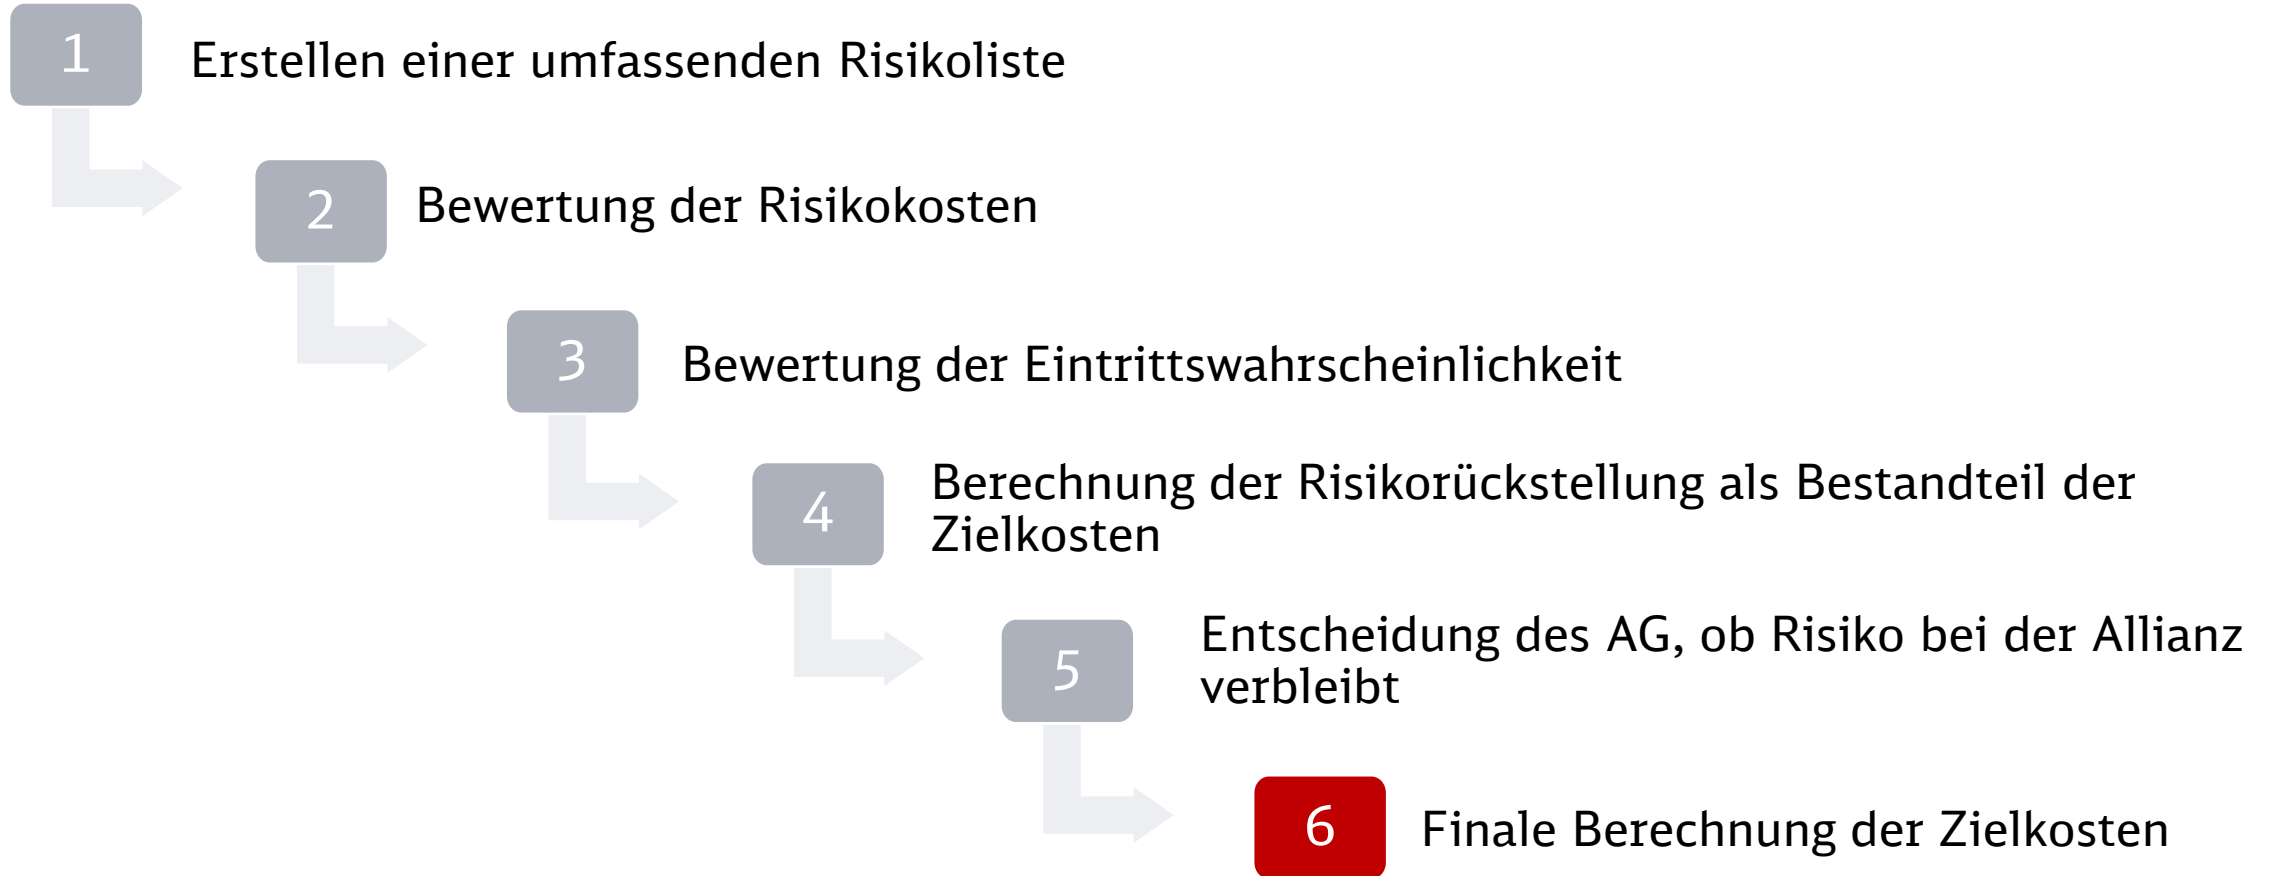 1
Erstellen einer umfassenden Risikoliste
2
Bewertung der Risikokosten
3
Bewertung der Eintrittswahrscheinlichkeit
4
Berechnung der Risikorückstellung als Bestandteil der
Zielkosten
5
Entscheidung des AG, ob Risiko bei der Allianz
verbleibt
6
Finale Berechnung der Zielkosten